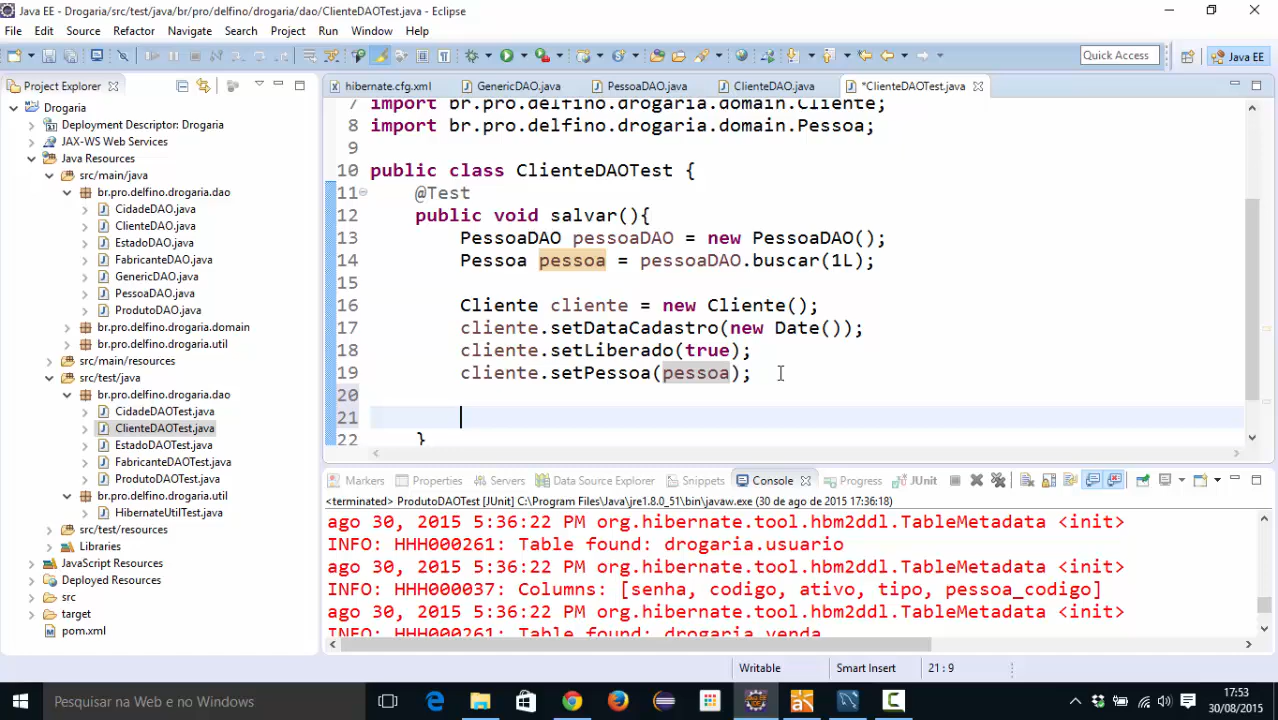 Java EE - Drogaria/src/test/java/br/pro/delfino/drogaria/dao/ClienteDAOTest.java - Eclipse
File Edit Source Refactor Navigate Search Project Run Window Help
Quick Access
Java EE
Project Explorer
Drogaria
Deployment Descriptor: Drogaria
JAX-WS Web Services
Java Resources
src/main/java
br.pro.delfino.drogaria.dao
CidadeDAO.java
ClienteDAO.java
EstadoDAO.java
FabricanteDAO.java
GenericDAO.java
PessoaDAO.java
ProdutoDAO.java
br.pro.delfino.drogaria.domain
br.pro.delfino.drogaria.util
src/main/resources
src/test/java
br.pro.delfino.drogaria.dao
CidadeDAOTest.java
ClienteDAOTest.java
EstadoDAOTest.java
FabricanteDAOTest.java
ProdutoDAOTest.java
br.pro.delfino.drogaria.util
HibernateUtilTest.java
src/test/resources
Libraries
JavaScript Resources
Deployed Resources
src
target
pom.xml
hibernate.cfg.xml GenericDAO.java PessoaDAO.java ClienteDAO.java *ClienteDAOTest.java
7 import br.pro.delfino.drogaria.domain.Cliente;
8 import br.pro.delfino.drogaria.domain.Pessoa;
9
10 public class ClienteDAOTest {
11 @Test
12 public void salvar(){
13 PessoaDAO pessoaDAO = new PessoaDAO();
14 Pessoa pessoa = pessoaDAO.buscar(1L);
15
16 Cliente cliente = new Cliente();
17 cliente.setDataCadastro(new Date());
18 cliente.setLiberado(true);
19 cliente.setPessoa(pessoa);
20
21
22 }
Markers Properties Servers Data Source Explorer Snippets Console Progress JUnit
<terminated> ProdutoDAOTest [JUnit] C:\Program Files\Java\jre1.8.0_51\bin\javaw.exe (30 de ago de 2015 17:36:18)
ago 30, 2015 5:36:22 PM org.hibernate.tool.hbm2ddl.TableMetadata <init>
INFO: HHH000261: Table found: drogaria.usuario
ago 30, 2015 5:36:22 PM org.hibernate.tool.hbm2ddl.TableMetadata <init>
INFO: HHH000037: Columns: [senha, codigo, ativo, tipo, pessoa_codigo]
ago 30, 2015 5:36:22 PM org.hibernate.tool.hbm2ddl.TableMetadata <init>
INFO: HHH000261: Table found: drogaria.venda
Writable Smart Insert 21 : 9
Pesquisar na Web e no Windows
17:53
30/08/2015